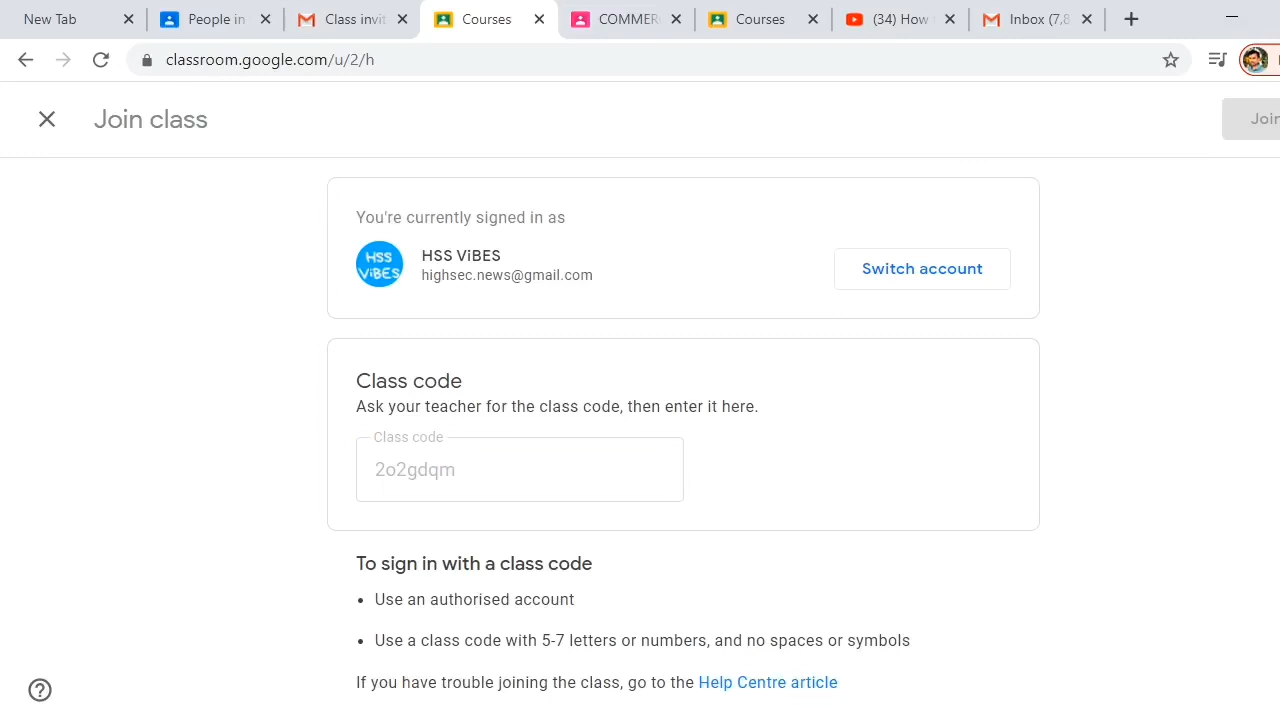 New Tab
People in
Class invit
Courses
COMMER
Courses
(34) How
Inbox (7,8
classroom.google.com/u/2/h
Join class
Join
You're currently signed in as
HSS ViBES
HSS ViBES
highsec.news@gmail.com
Switch account
Class code
Ask your teacher for the class code, then enter it here.
Class code
2o2gdqm
To sign in with a class code
• Use an authorised account
• Use a class code with 5-7 letters or numbers, and no spaces or symbols
If you have trouble joining the class, go to the Help Centre article